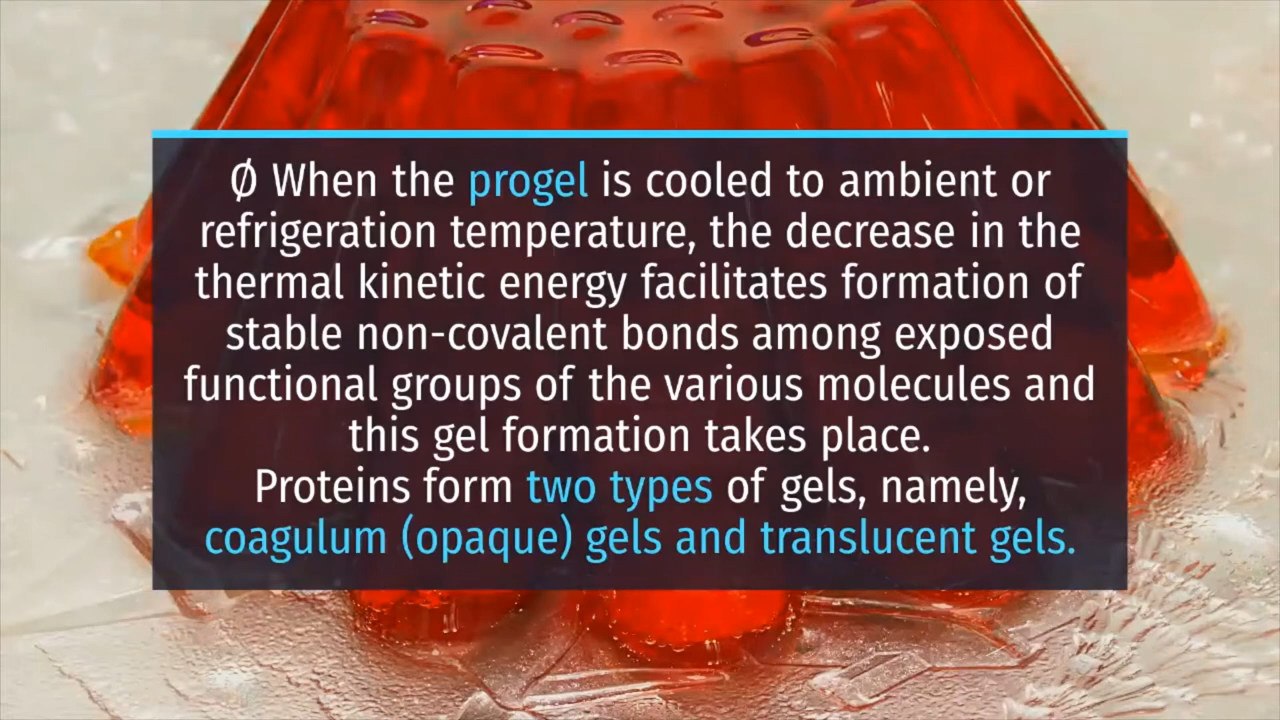 Ø When the progel is cooled to ambient or
refrigeration temperature, the decrease in the
thermal kinetic energy facilitates formation of
stable non-covalent bonds among exposed
functional groups of the various molecules and
this gel formation takes place.
Proteins form two types of gels, namely,
coagulum (opaque) gels and translucent gels.